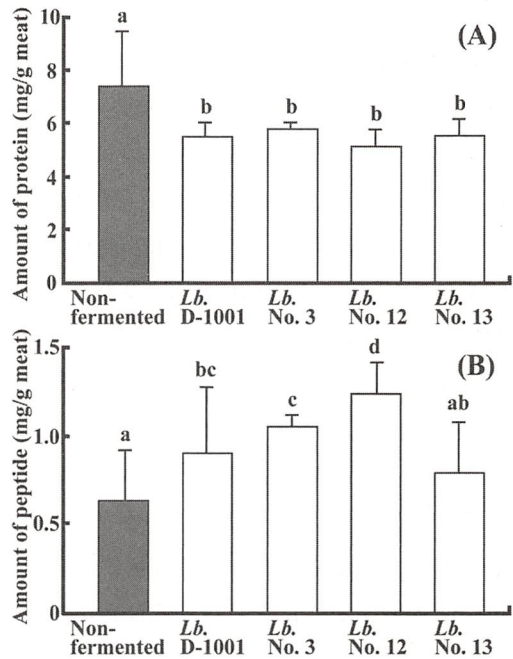 (A)
Amount of protein (mg/g meat)
10
8
6
4
2
0
a
b
b
b
b
Non-
fermented
Lb.
D-1001
Lb.
No. 3
Lb.
No. 12
Lb.
No. 13
(B)
Amount of peptide (mg/g meat)
1.5
1.0
0.5
0
a
bc
c
d
ab
Non-
fermented
Lb.
D-1001
Lb.
No. 3
Lb.
No. 12
Lb.
No. 13